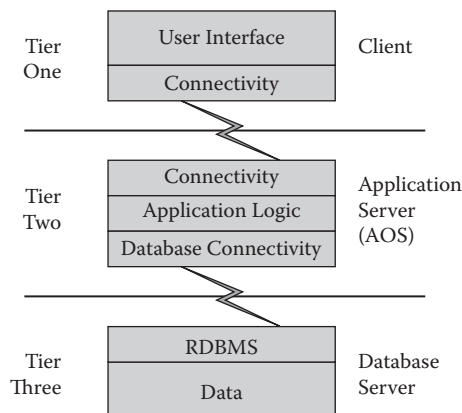 Tier
One
User Interface
Connectivity
Client
Tier
Two
Connectivity
Application Logic
Database Connectivity
Application
Server
(AOS)
Tier
Three
RDBMS
Data
Database
Server